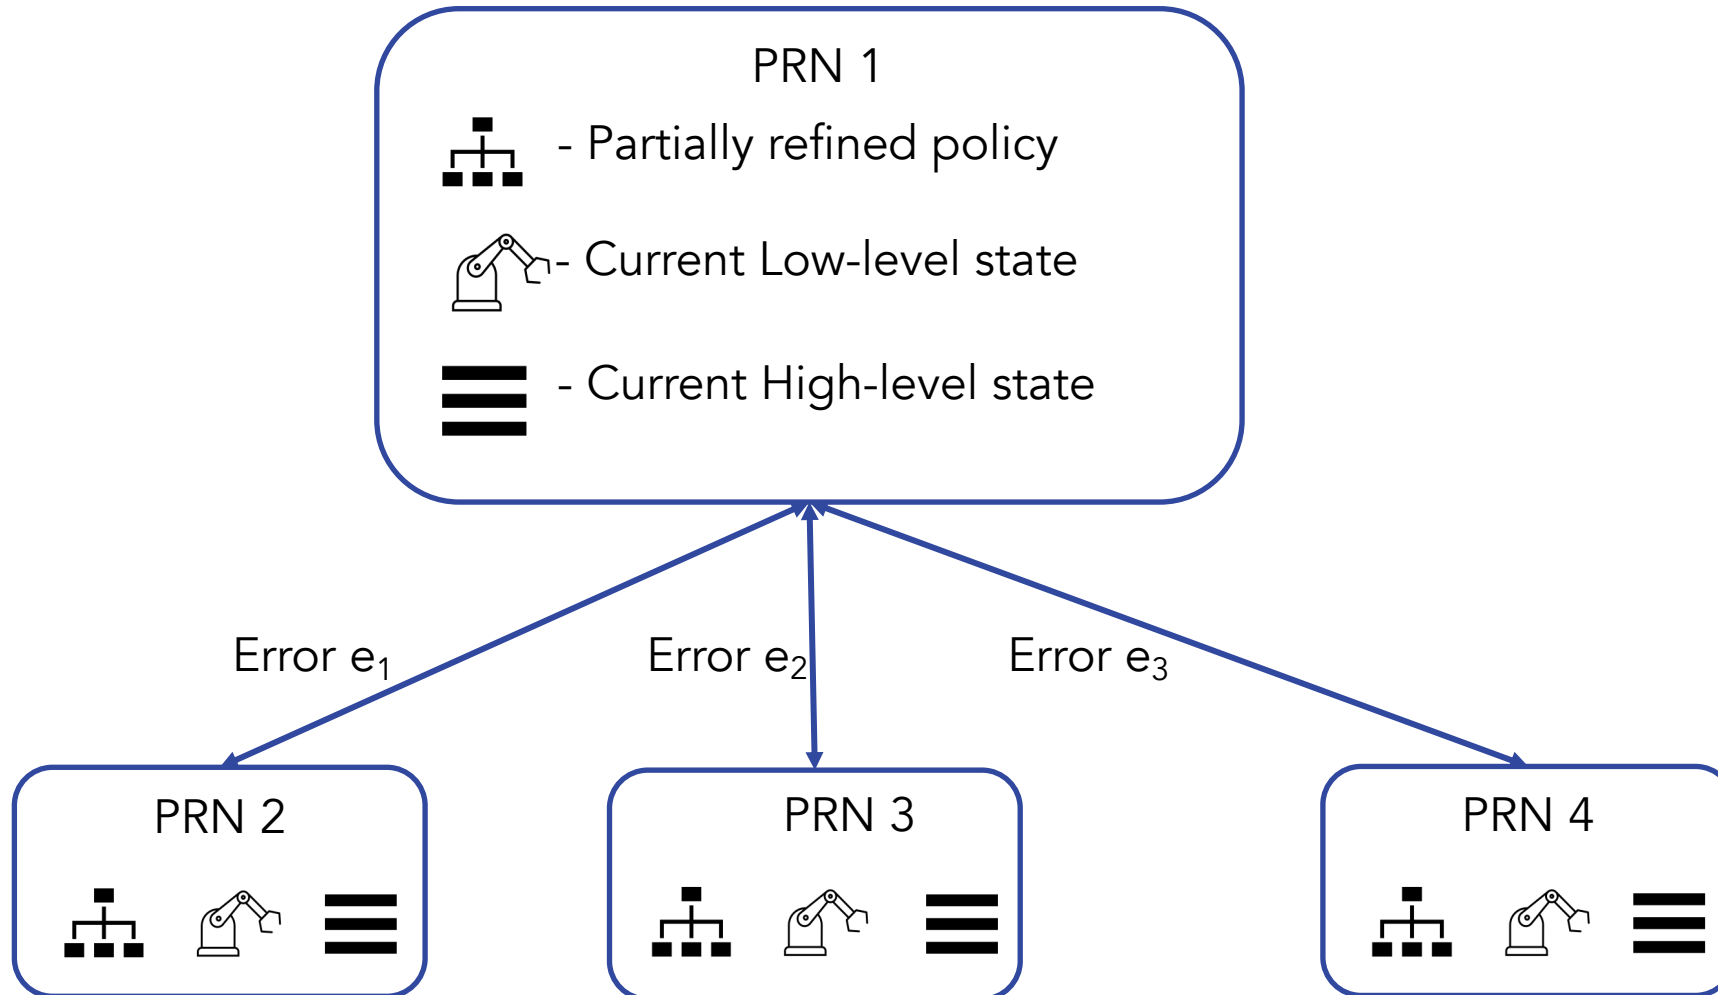 PRN 1
- Partially refined policy
- Current Low-level state
- Current High-level state
Error e₁
Error e₂
Error e₃
PRN 2
PRN 3
PRN 4